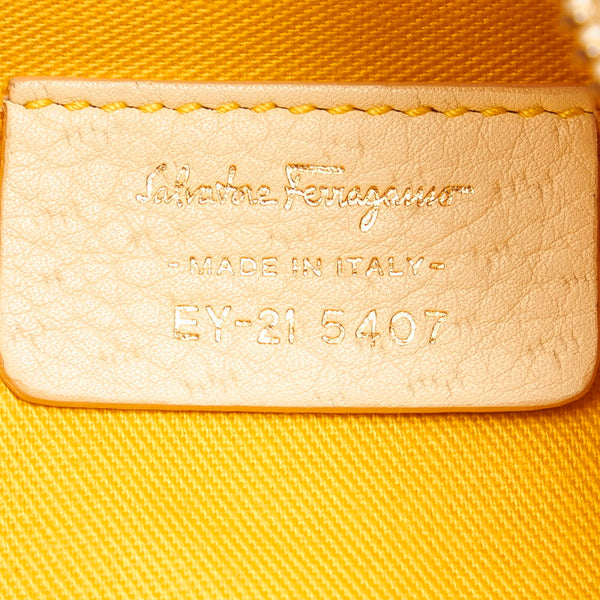 Salvatore Ferragamo
- MADE IN ITALY -
EY-21 5407